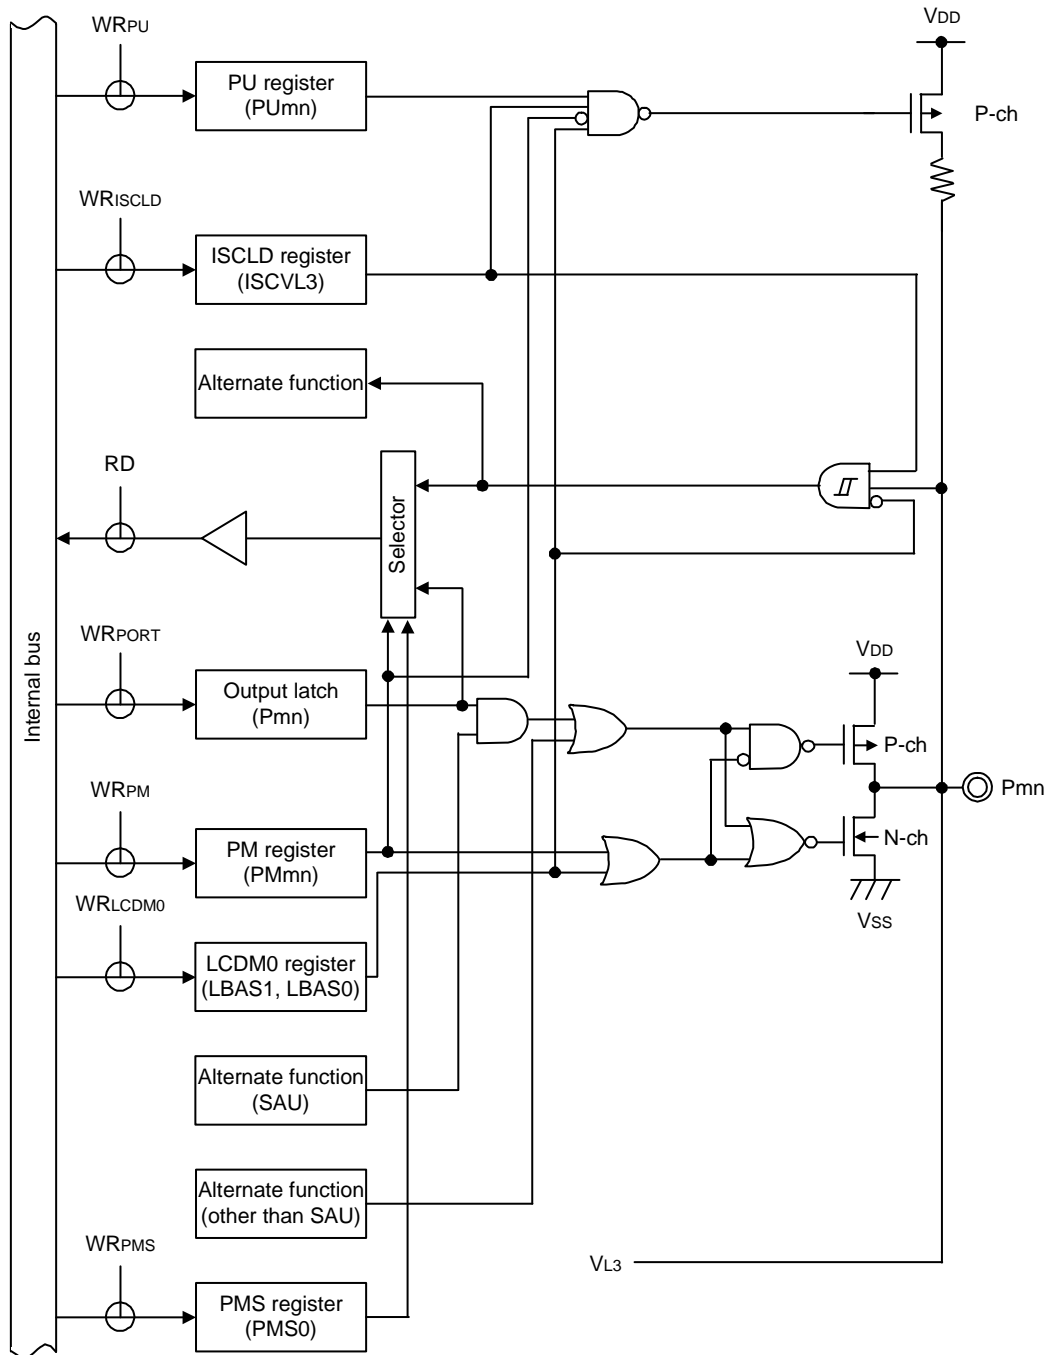 WRPU
VDD
PU register
(PUmn)
P-ch
WRISCLD
ISCLD register
(ISCVL3)
Alternate function
RD
Selector
Internal bus
WRPORT
Output latch
(Pmn)
VDD
P-ch
Pmn
WRPM
PM register
(PMmn)
N-ch
VSS
WRLCDM0
LCDM0 register
(LBAS1, LBAS0)
Alternate function
(SAU)
Alternate function
(other than SAU)
WRPMS
VL3
PMS register
(PMS0)